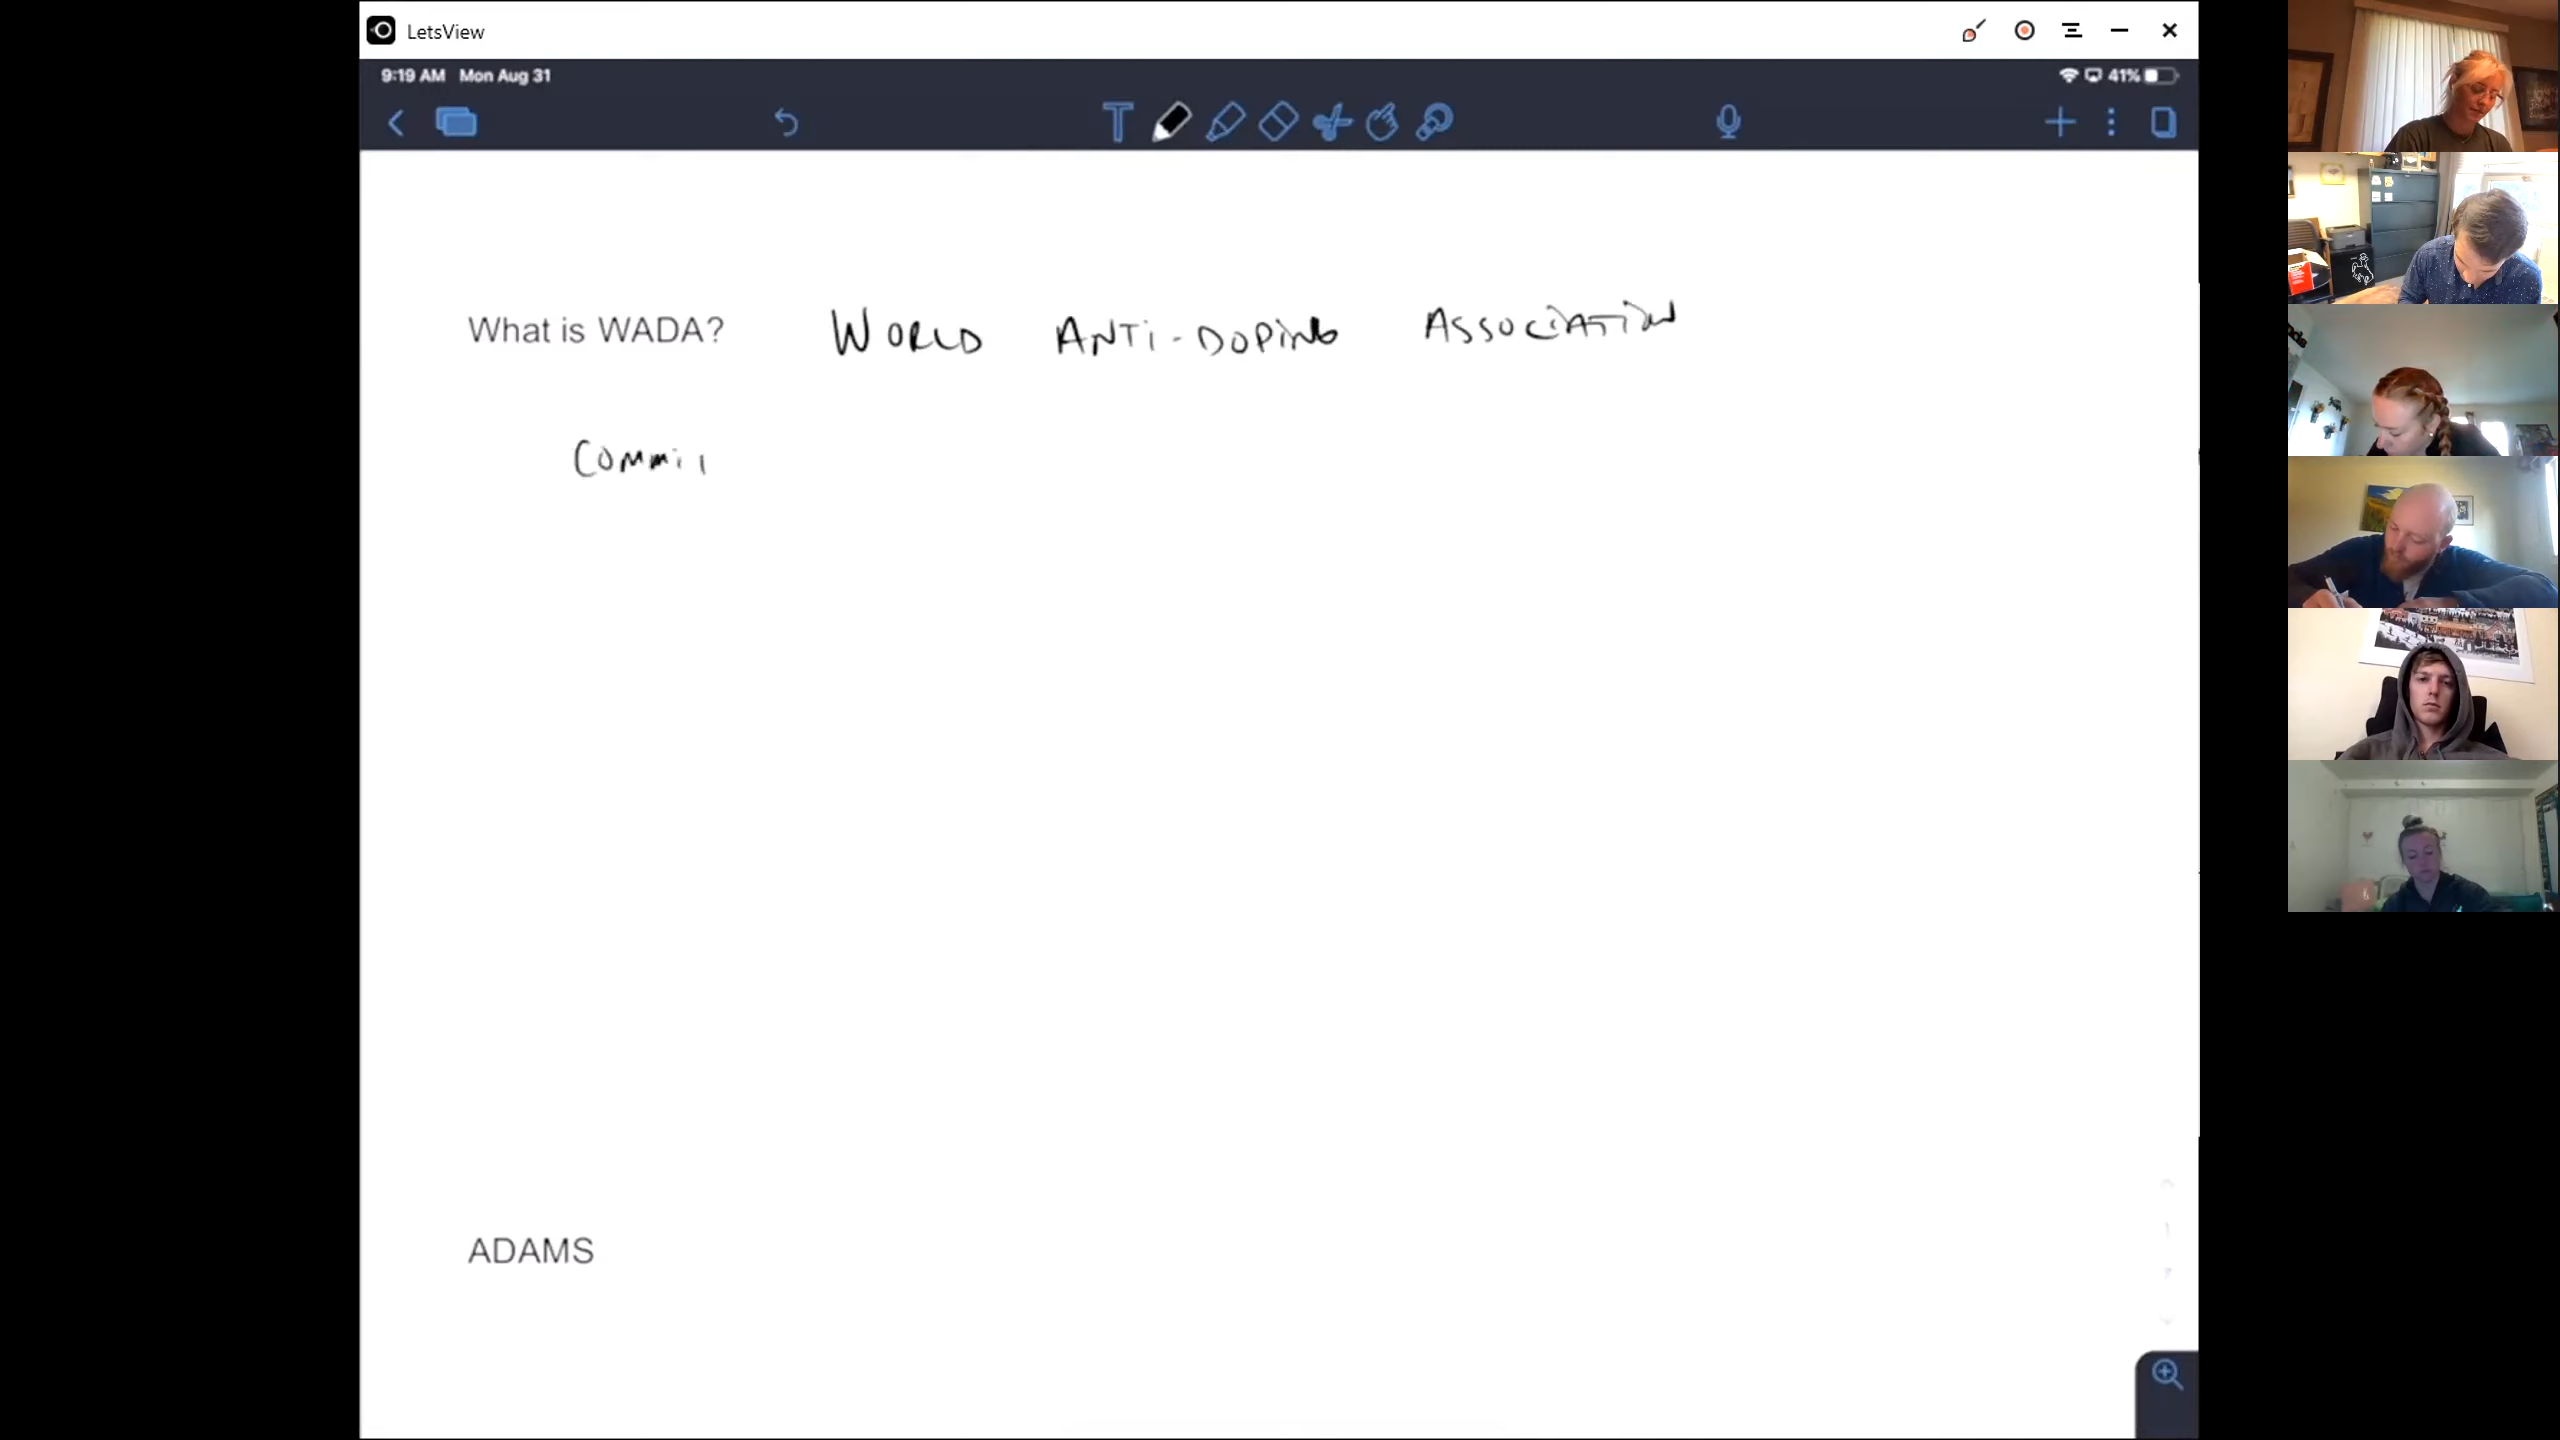 LetsView
9:19 AM Mon Aug 31
41%
What is WADA? WORLD ANTI-DOPING ASSOCIATION
ADAMS